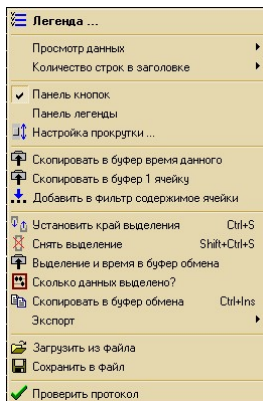 Легенда ...
Просмотр данных
Количество строк в заголовке
Панель кнопок
Панель легенды
Настройка прокрутки ...
Скопировать в буфер время данного
Скопировать в буфер 1 ячейку
Добавить в фильтр содержимое ячейки
Установить край выделения Ctrl+S
Снять выделение Shift+Ctrl+S
Выделение и время в буфер обмена
Сколько данных выделено?
Скопировать в буфер обмена Ctrl+Ins
Экспорт
Загрузить из файла
Сохранить в файл
Проверить протокол